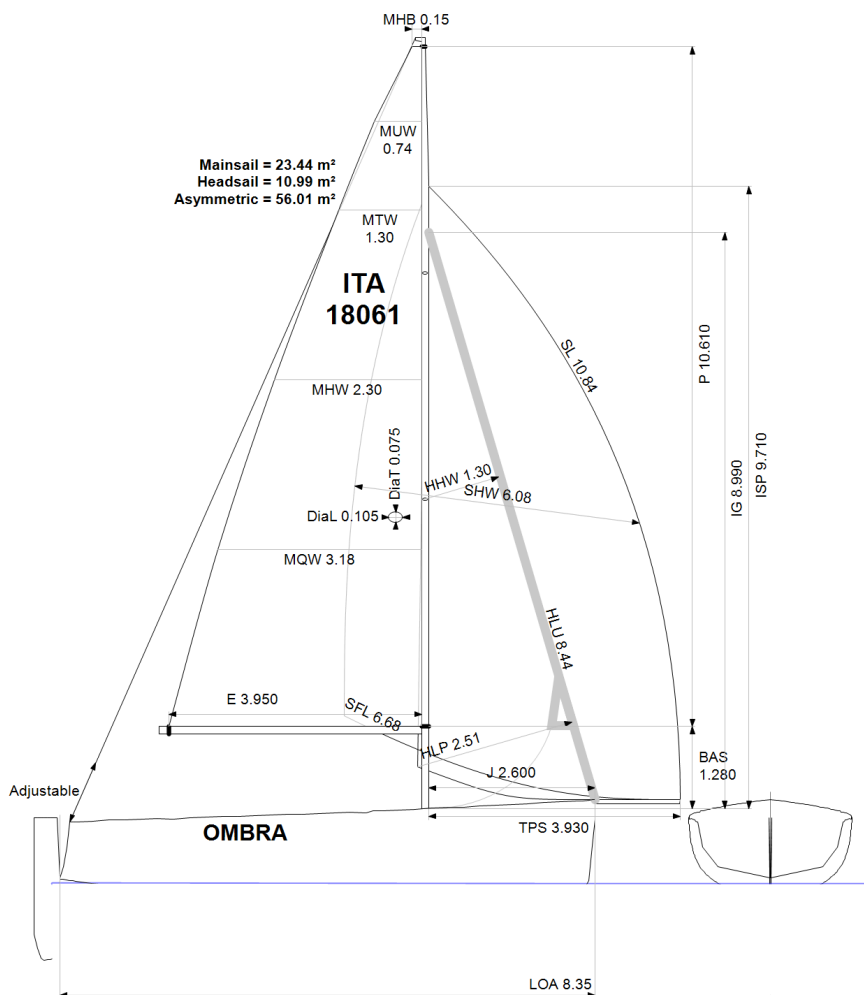 MHB 0.15
MUW
0.74
Mainsail = 23.44 m²
Headsail = 10.99 m²
Asymmetric = 56.01 m²
MTW
1.30
ITA
18061
P 10.610
SL 10.84
MHW 2.30
DiaT 0.075
HHW 1.30
SHW 6.08
IG 8.990
ISP 9.710
DiaL 0.105
MQW 3.18
HLU 8.44
E 3.950
SFL 6.68
HLP 2.51
BAS
1.280
J 2.600
Adjustable
OMBRA
TPS 3.930
LOA 8.35